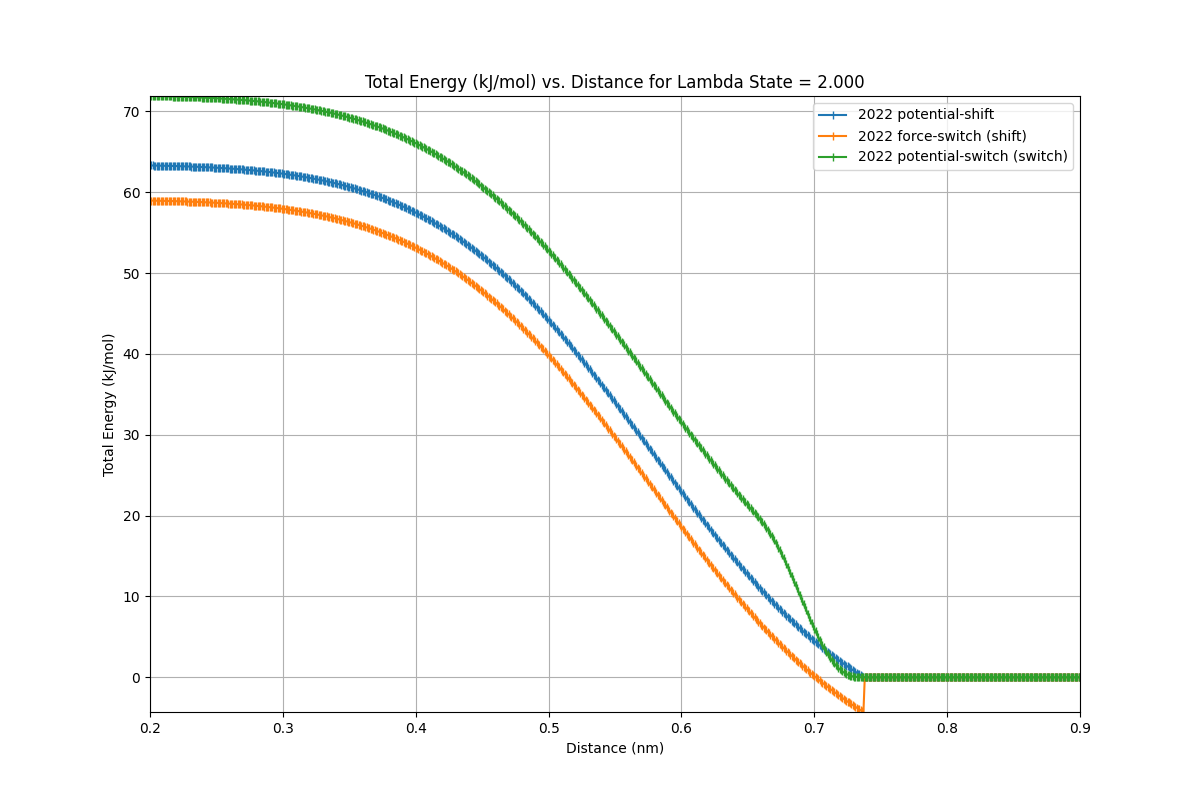 Total Energy (kJ/mol) vs. Distance for Lambda State = 2.000
2022 potential-shift
2022 force-switch (shift)
2022 potential-switch (switch)
Total Energy (kJ/mol)
70
60
50
40
30
20
10
0
0.2 0.3 0.4 0.5 0.6 0.7 0.8 0.9
Distance (nm)